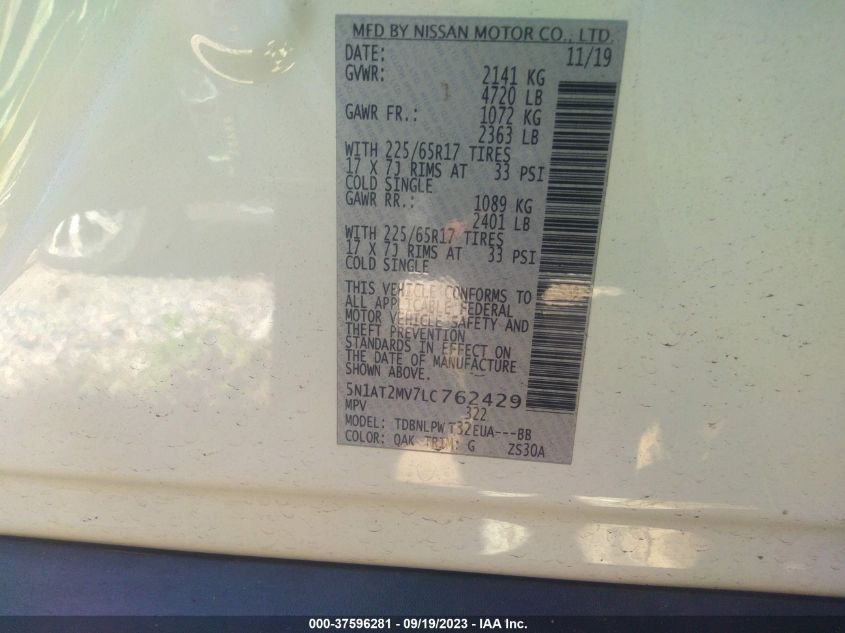 MFD BY NISSAN MOTOR CO., LTD.
DATE: 11/19
GVWR: 2141 KG
4720 LB
GAWR FR.: 1072 KG
2363 LB
WITH 225/65R17 TIRES
17 X 7J RIMS AT 33 PSI
COLD SINGLE
GAWR RR.: 1089 KG
2401 LB
WITH 225/65R17 TIRES
17 X 7J RIMS AT 33 PSI
COLD SINGLE
THIS VEHICLE CONFORMS TO
ALL APPLICABLE FEDERAL
MOTOR VEHICLE SAFETY AND
THEFT PREVENTION
STANDARDS IN EFFECT ON
THE DATE OF MANUFACTURE
SHOWN ABOVE.
5N1AT2MV7LC762429
MPV 322
MODEL: TDBNLPW T32EUA---BB
COLOR: QAK TRIM: G ZS30A
000-37596281 - 09/19/2023 - IAA Inc.